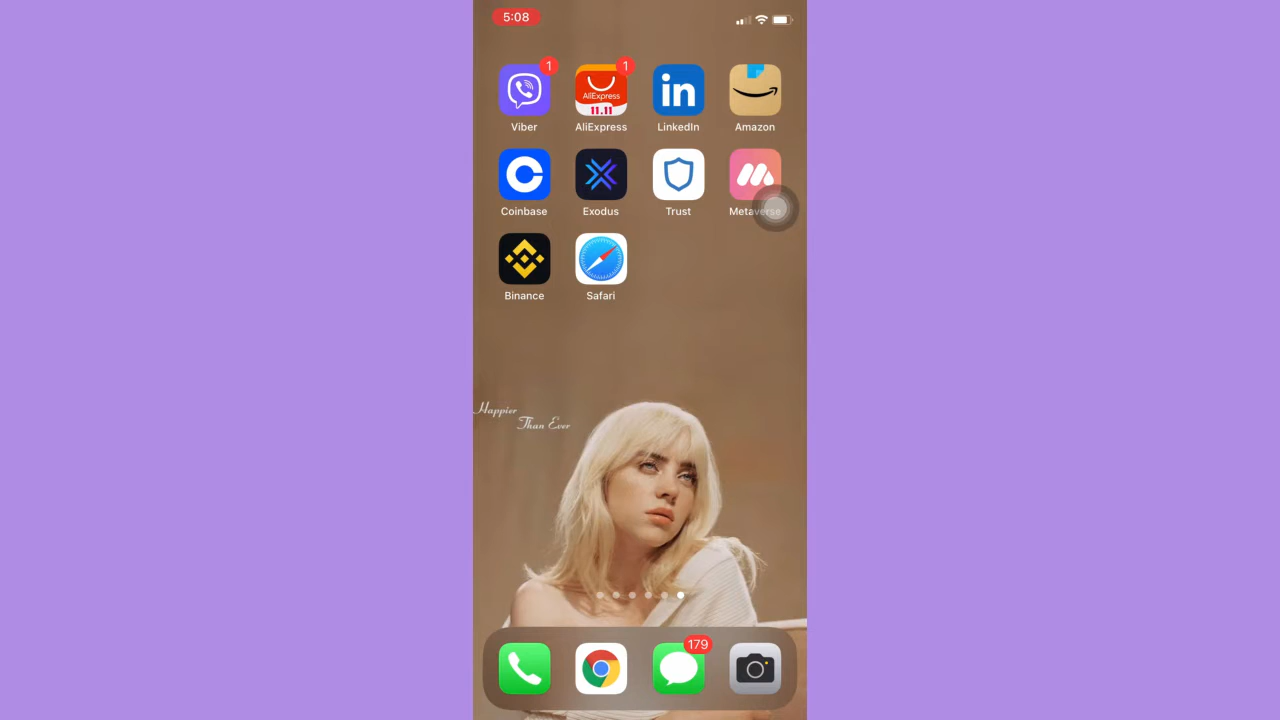 5:08
1
1
AliExpress
11.11
in
Viber
AliExpress
LinkedIn
Amazon
Coinbase
Exodus
Trust
Metaverse
Binance
Safari
Happier
Than Ever
179